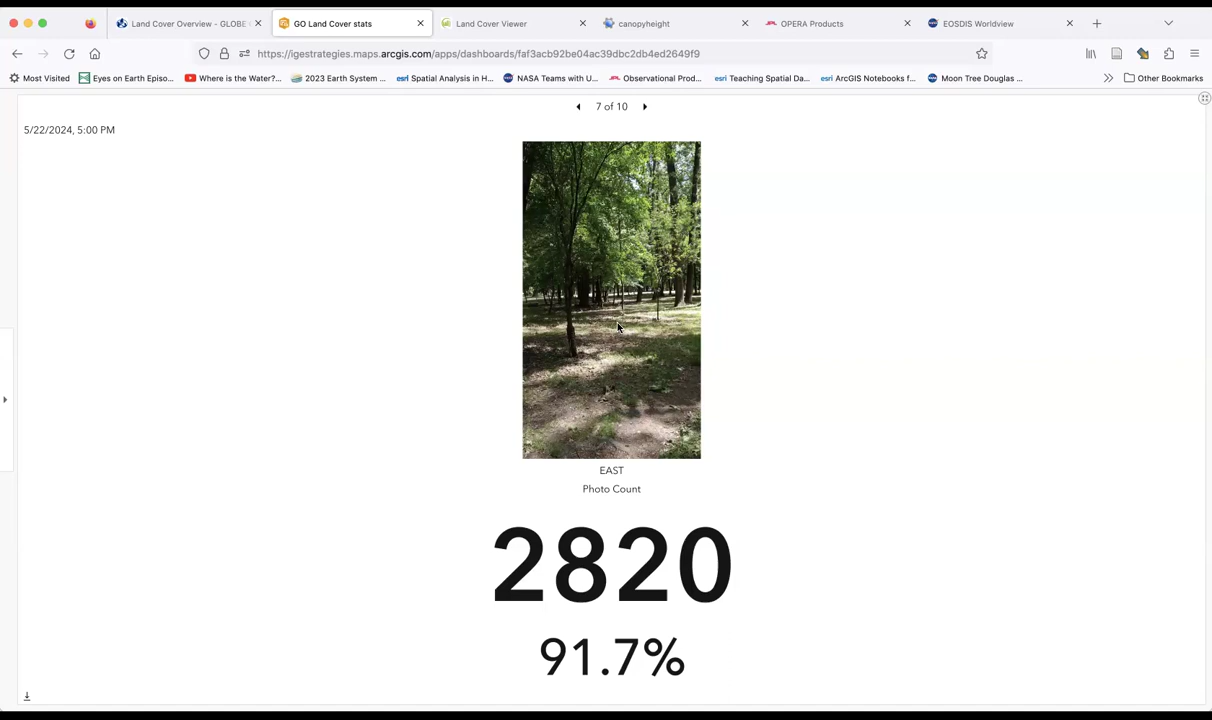 Land Cover Overview - GLOBE
GO Land Cover stats
Land Cover Viewer
canopyheight
OPERA Products
EOSDIS Worldview
https://igestrategies.maps.arcgis.com/apps/dashboards/faf3acb92be04ac39dbc2db4ed2649f9
Most Visited
Eyes on Earth Episo...
Where is the Water?...
2023 Earth System ...
esri Spatial Analysis in H...
NASA Teams with U...
Observational Prod...
esri Teaching Spatial Da...
esri ArcGIS Notebooks f...
Moon Tree Douglas ...
Other Bookmarks
7 of 10
5/22/2024, 5:00 PM
EAST
Photo Count
2820
91.7%